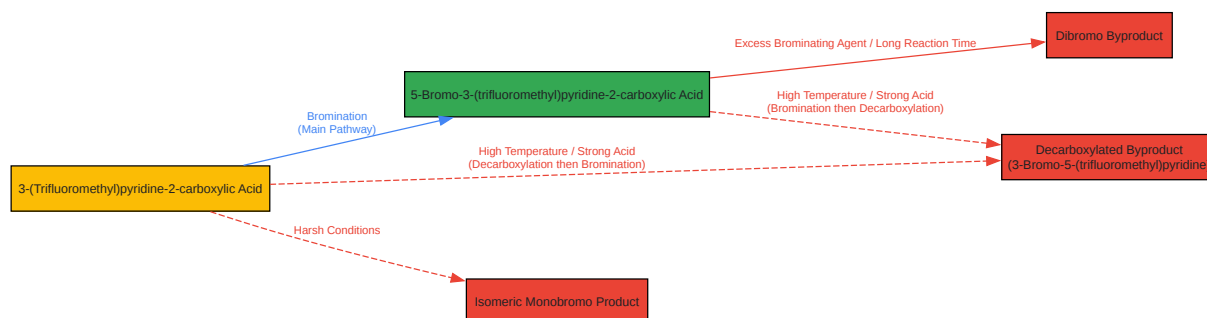 Dibromo Byproduct
Excess Brominating Agent / Long Reaction Time
5-Bromo-3-(trifluoromethyl)pyridine-2-carboxylic Acid
High Temperature / Strong Acid
(Bromination then Decarboxylation)
Bromination
(Main Pathway)
Decarboxylated Byproduct
(3-Bromo-5-(trifluoromethyl)pyridine
High Temperature / Strong Acid
(Decarboxylation then Bromination)
3-(Trifluoromethyl)pyridine-2-carboxylic Acid
Harsh Conditions
Isomeric Monobromo Product